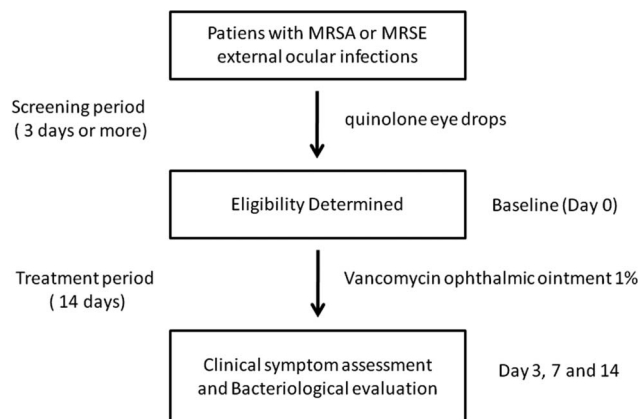 Patiens with MRSA or MRSE
external ocular infections
Screening period
( 3 days or more)
quinolone eye drops
Eligibility Determined
Baseline (Day 0)
Treatment period
( 14 days)
Vancomycin ophthalmic ointment 1%
Clinical symptom assessment
and Bacteriological evaluation
Day 3, 7 and 14